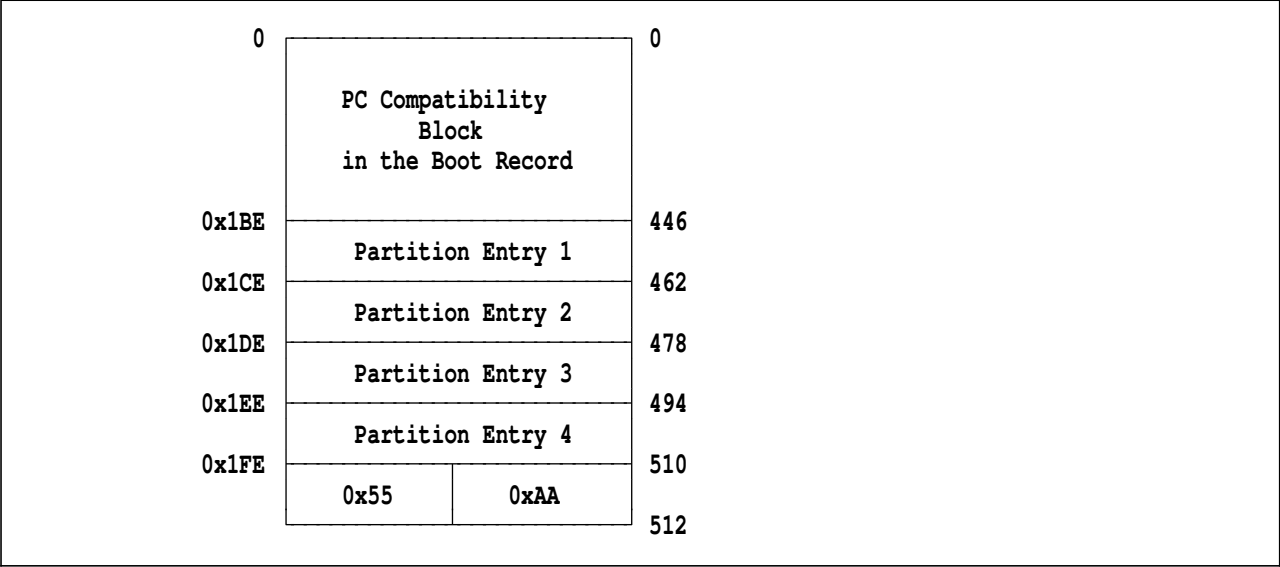 0 0
PC Compatibility
Block
in the Boot Record
0x1BE 446
Partition Entry 1
0x1CE 462
Partition Entry 2
0x1DE 478
Partition Entry 3
0x1EE 494
Partition Entry 4
0x1FE 510
0x55 0xAA
512